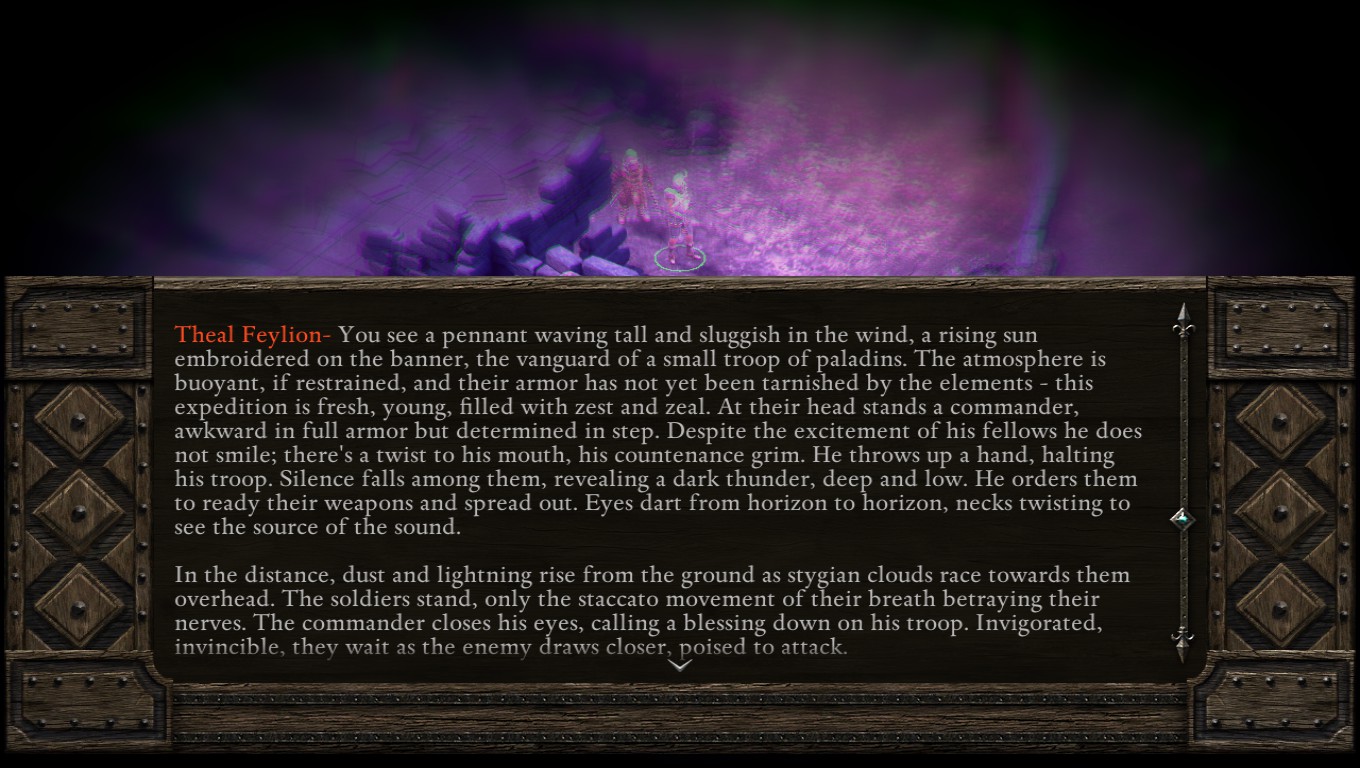 Theal Feylion- You see a pennant waving tall and sluggish in the wind, a rising sun
embroidered on the banner, the vanguard of a small troop of paladins. The atmosphere is
buoyant, if restrained, and their armor has not yet been tarnished by the elements - this
expedition is fresh, young, filled with zest and zeal. At their head stands a commander,
awkward in full armor but determined in step. Despite the excitement of his fellows he does
not smile; there's a twist to his mouth, his countenance grim. He throws up a hand, halting
his troop. Silence falls among them, revealing a dark thunder, deep and low. He orders them
to ready their weapons and spread out. Eyes dart from horizon to horizon, necks twisting to
see the source of the sound.
In the distance, dust and lightning rise from the ground as stygian clouds race towards them
overhead. The soldiers stand, only the staccato movement of their breath betraying their
nerves. The commander closes his eyes, calling a blessing down on his troop. Invigorated,
invincible, they wait as the enemy draws closer, poised to attack.